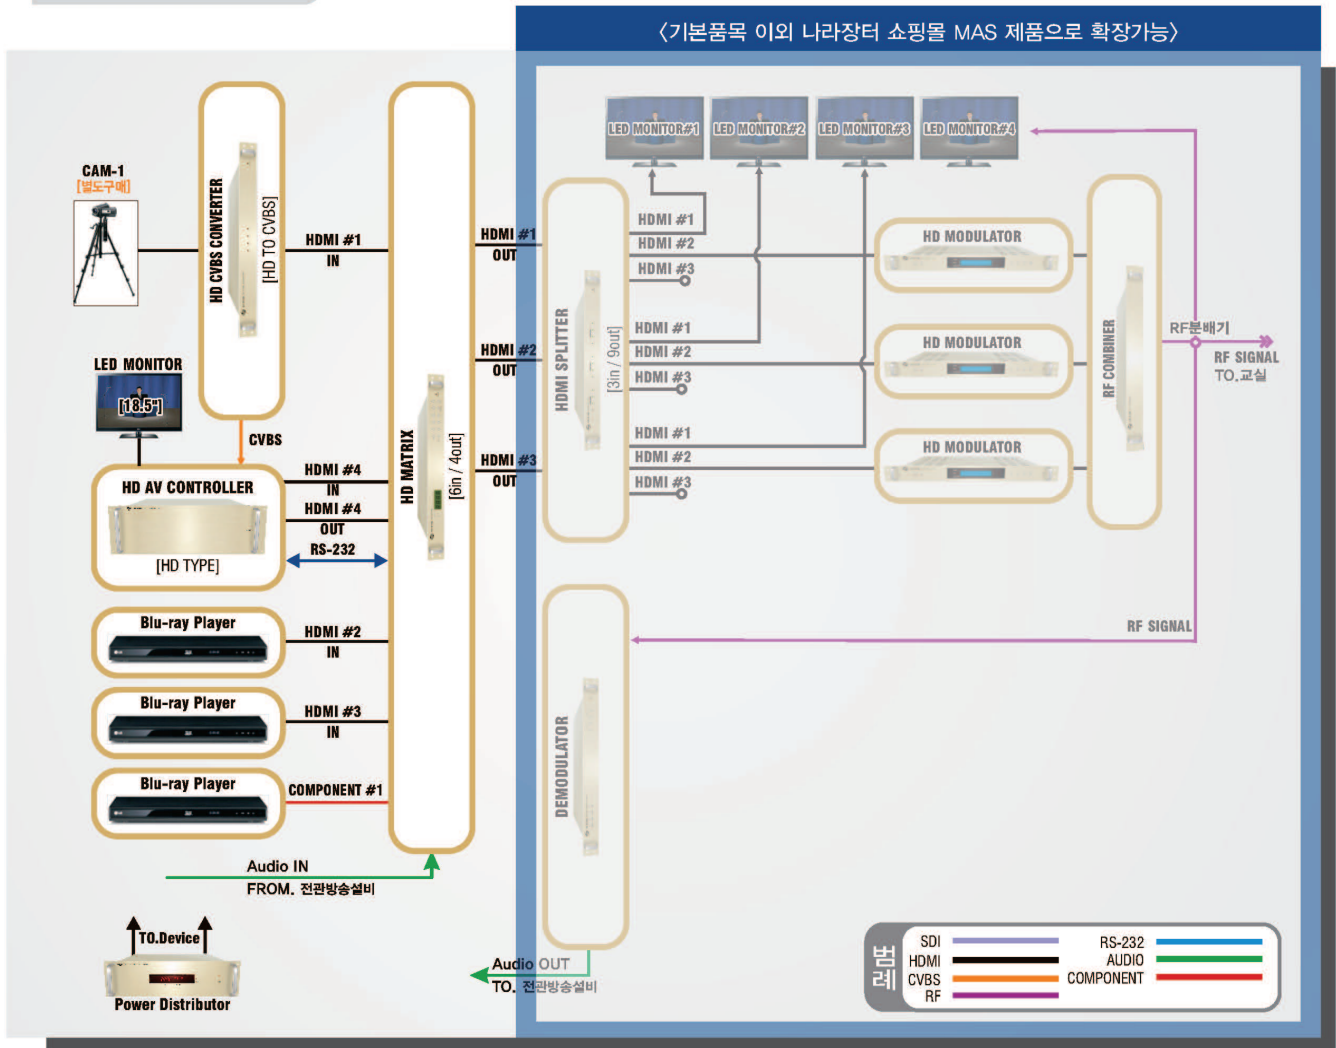 〈기본품목 이외 나라장터 쇼핑몰 MAS 제품으로 확장가능〉
LED MONITOR#1
LED MONITOR#2
LED MONITOR#3
LED MONITOR#4
CAM-1
[별도구매]
HD CVBS CONVERTER
[HD TO CVBS]
HDMI #1
IN
LED MONITOR
[18.5"]
CVBS
HD AV CONTROLLER
[HD TYPE]
HDMI #4
IN
HDMI #4
OUT
RS-232
Blu-ray Player
HDMI #2
IN
Blu-ray Player
HDMI #3
IN
Blu-ray Player
COMPONENT #1
HD MATRIX
[6in / 4out]
Audio IN
FROM. 전관방송설비
TO.Device
Power Distributor
HDMI #1
OUT
HDMI #2
OUT
HDMI #3
OUT
HDMI SPLITTER
[3in / 9out]
HDMI #1
HDMI #2
HDMI #3
HDMI #1
HDMI #2
HDMI #3
HDMI #1
HDMI #2
HDMI #3
HD MODULATOR
HD MODULATOR
HD MODULATOR
RF COMBINER
RF분배기
RF SIGNAL
TO.교실
RF SIGNAL
DEMODULATOR
Audio OUT
TO. 전관방송설비
범례
SDI
HDMI
CVBS
RF
RS-232
AUDIO
COMPONENT